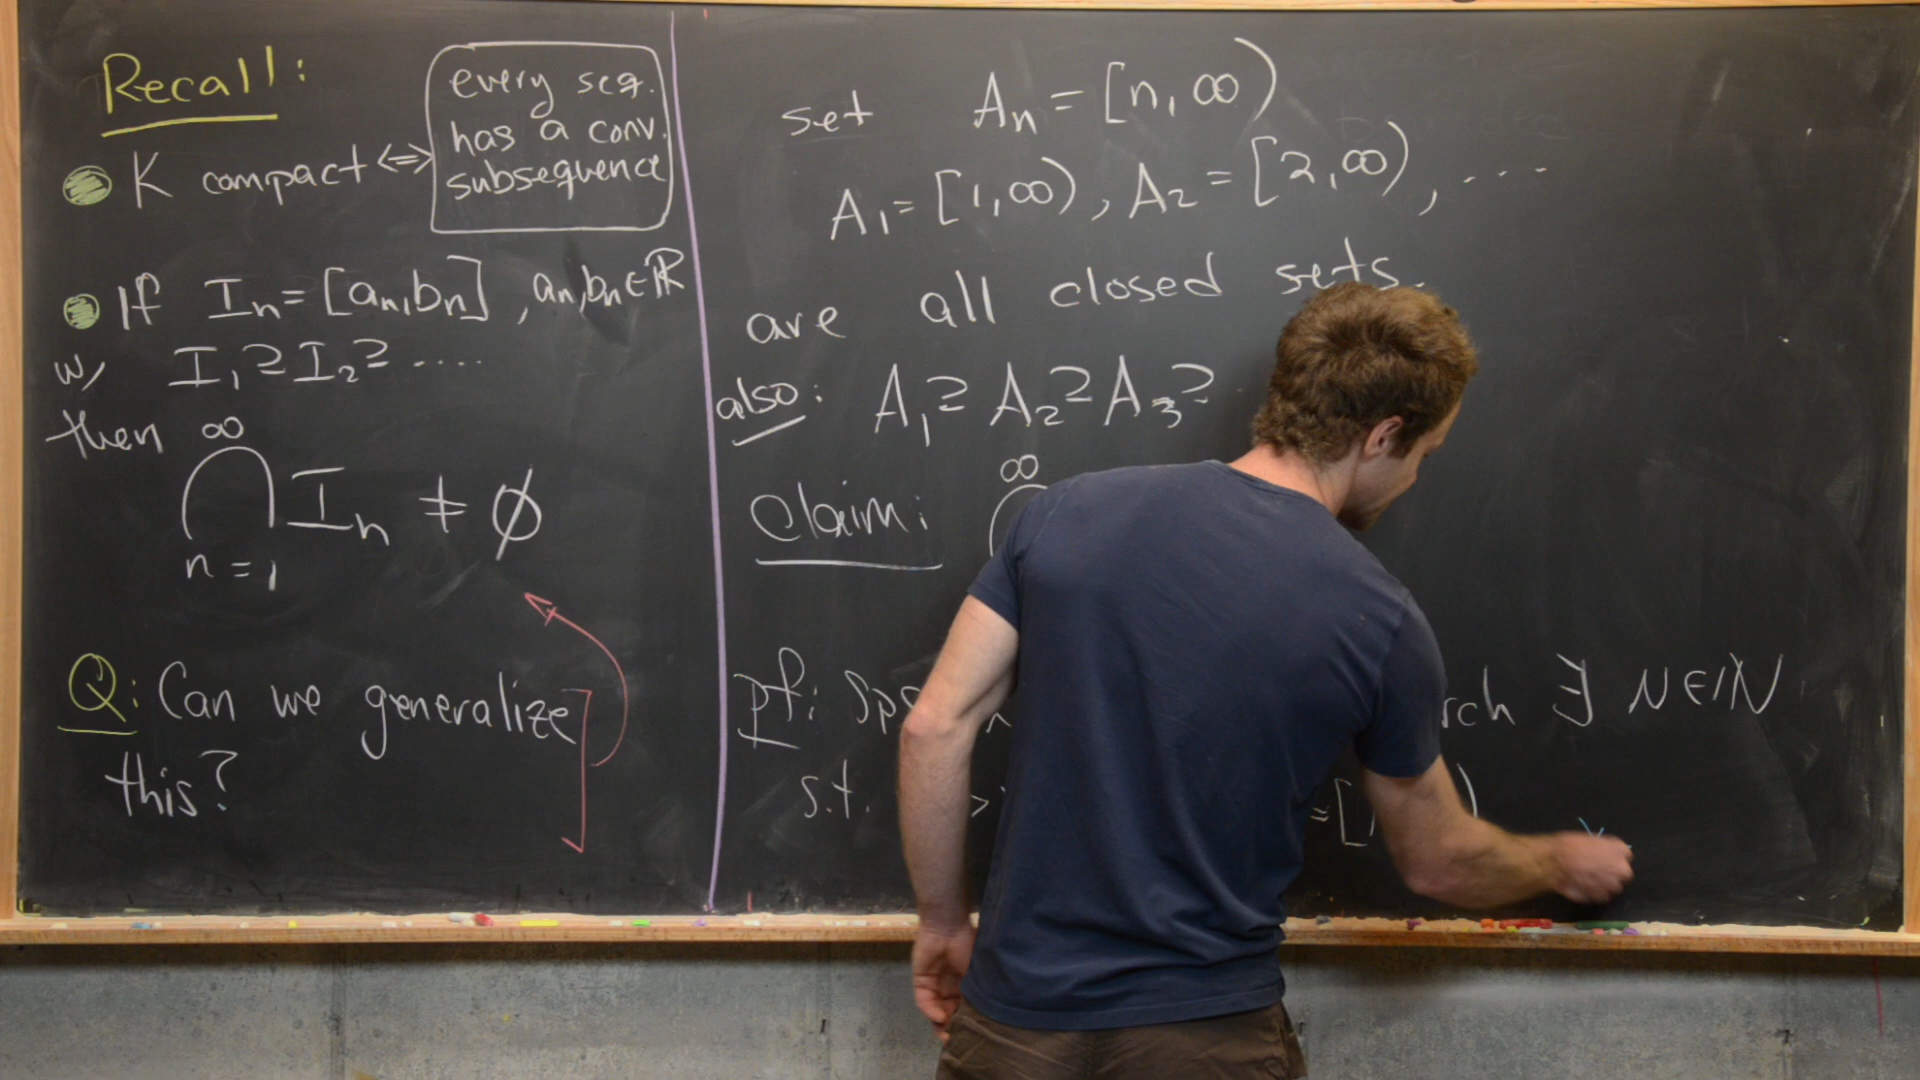 Recall:
• K compact <=> every seq. has a conv. subsequence
• If Iₙ = [aₙ, bₙ], aₙ, bₙ ∈ ℝ
w/ I₁ ⊇ I₂ ⊇ ....
then
∞
⋂ Iₙ ≠ ∅
n = 1
Q: Can we generalize
this?
set Aₙ = [n, ∞)
A₁ = [1, ∞), A₂ = [2, ∞), ...
are all closed sets.
also: A₁ ⊇ A₂ ⊇ A₃ ⊇
Claim: ∞
⋂
pf: ∃ N ∈ ℕ
s.t. > = [ )